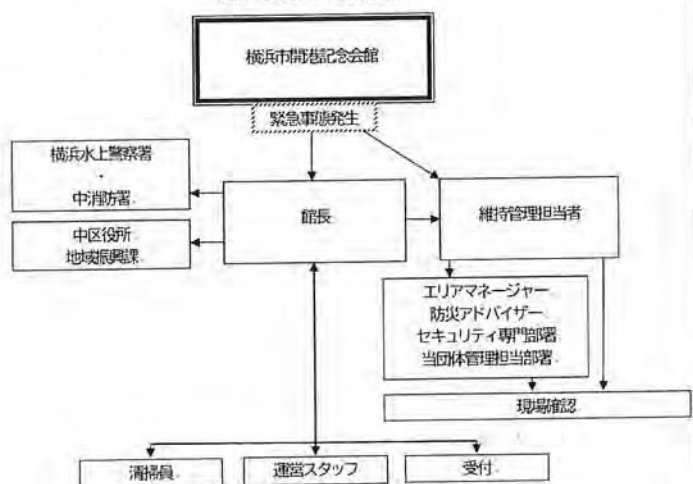 横浜市開港記念会館
緊急事態発生
横浜水上警察署
・
中消防署
中区役所
地域振興課
館長
維持管理担当者
エリアマネージャー
防災アドバイザー
セキュリティ専門部署
当団体管理担当部署
現場確認
清掃員
運営スタッフ
受付